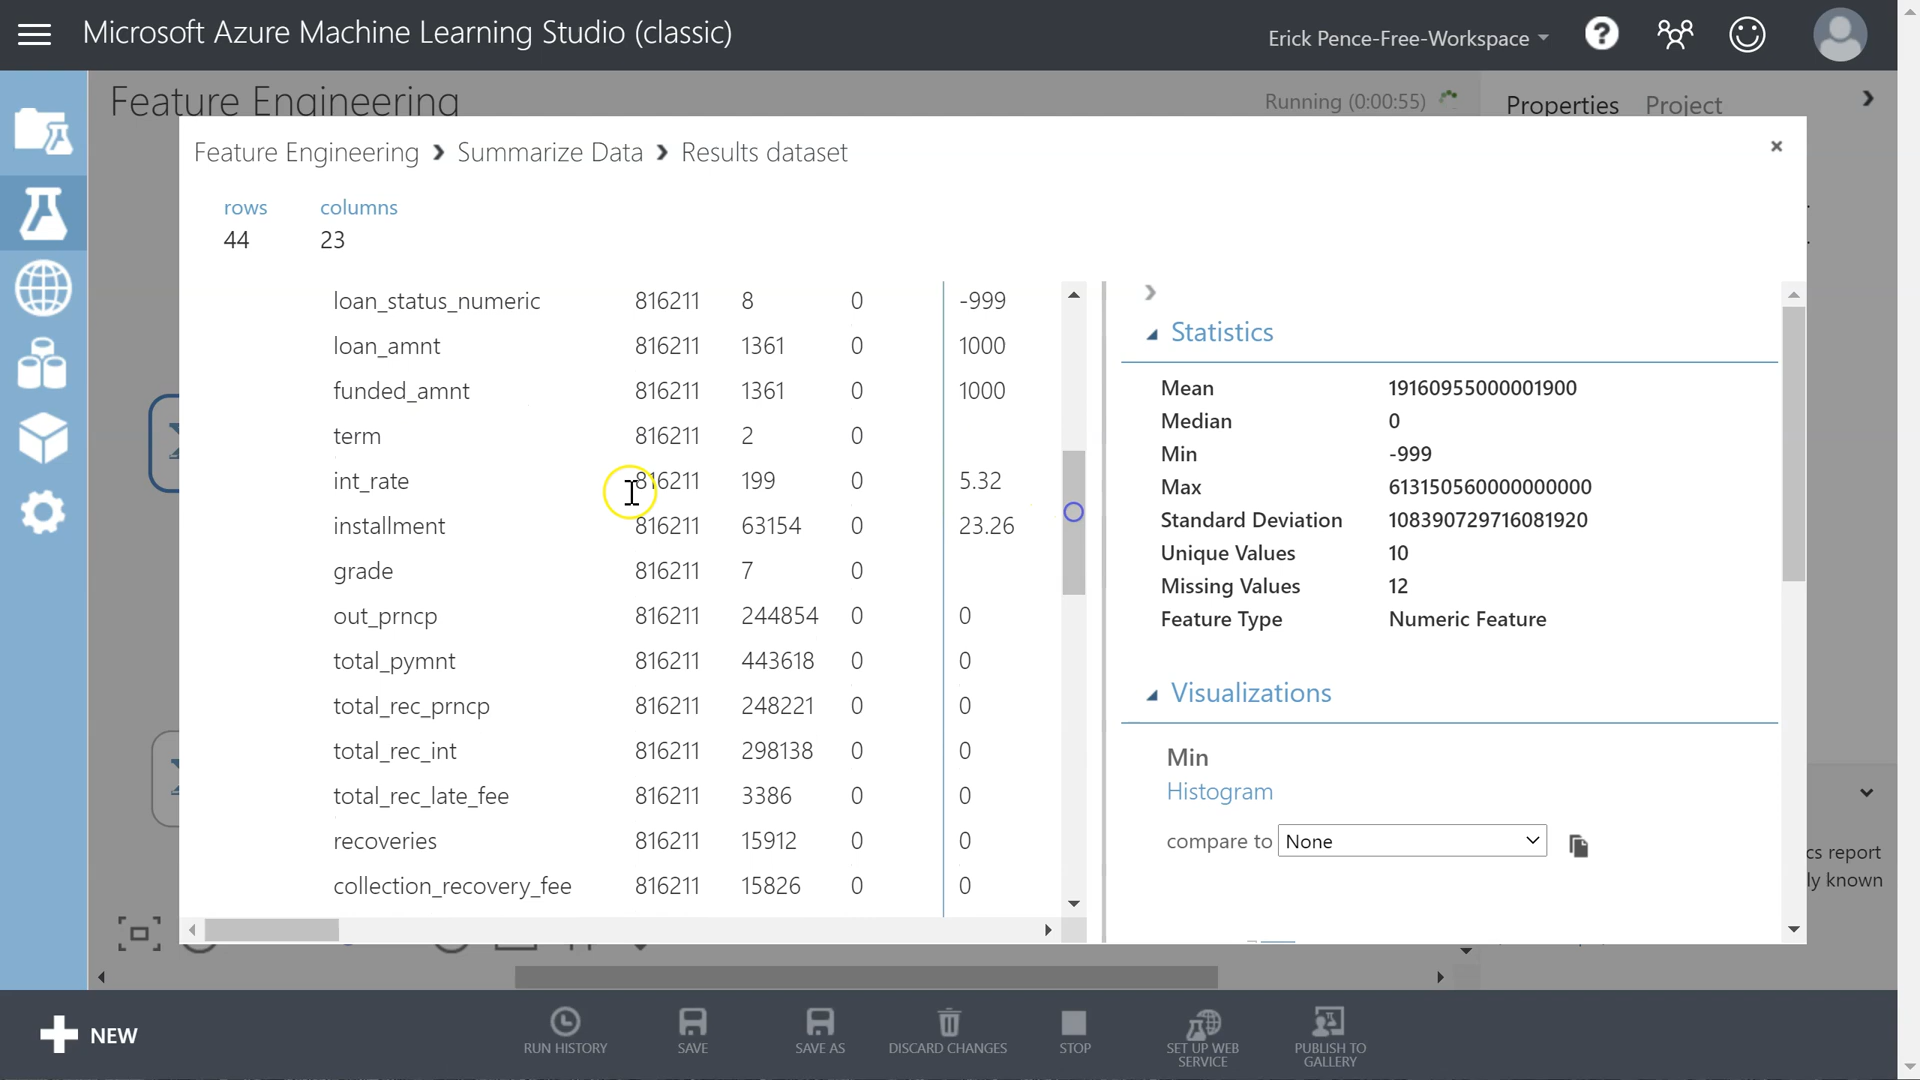 Microsoft Azure Machine Learning Studio (classic)
Erick Pence-Free-Workspace
?
Feature Engineering
Running (0:00:55)
Properties Project
Feature Engineering > Summarize Data > Results dataset
×
rows columns
44 23
loan_status_numeric 816211 8 0 -999
loan_amnt 816211 1361 0 1000
funded_amnt 816211 1361 0 1000
term 816211 2 0
int_rate 816211 199 0 5.32
installment 816211 63154 0 23.26
grade 816211 7 0
out_prncp 816211 244854 0 0
total_pymnt 816211 443618 0 0
total_rec_prncp 816211 248221 0 0
total_rec_int 816211 298138 0 0
total_rec_late_fee 816211 3386 0 0
recoveries 816211 15912 0 0
collection_recovery_fee 816211 15826 0 0
Statistics
Mean 19160955000001900
Median 0
Min -999
Max 613150560000000000
Standard Deviation 108390729716081920
Unique Values 10
Missing Values 12
Feature Type Numeric Feature
Visualizations
Min
Histogram
compare to None
cs report
ly known
NEW
RUN HISTORY
SAVE
SAVE AS
DISCARD CHANGES
STOP
SET UP WEB
SERVICE
PUBLISH TO
GALLERY